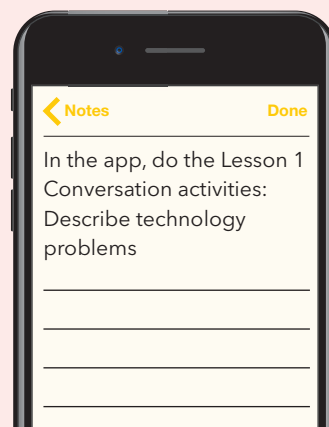 Notes
Done
In the app, do the Lesson 1
Conversation activities:
Describe technology
problems